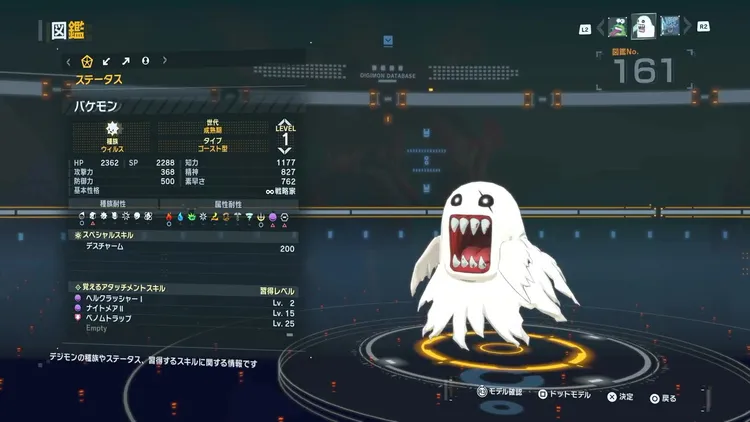 図鑑
L2
R2
図鑑No.
161
ステータス
DIGIMON DATABASE
バケモン
種族
ウイルス
世代
成熟期
タイプ
ゴースト型
LEVEL
1
HP 2362 SP 2288 知力 1177
攻撃力 368 精神 827
防御力 500 素早さ 762
基本性格 戦略家
種族耐性 属性耐性
スペシャルスキル
デスチャーム 200
覚えるアタッチメントスキル 習得レベル
ヘルクラッシャーⅠ Lv. 2
ナイトメアⅡ Lv. 15
ベノムトラップ Lv. 25
Empty
デジモンの種族やステータス、習得するスキルに関する情報です
R3 モデル確認 ドットモデル 決定 戻る